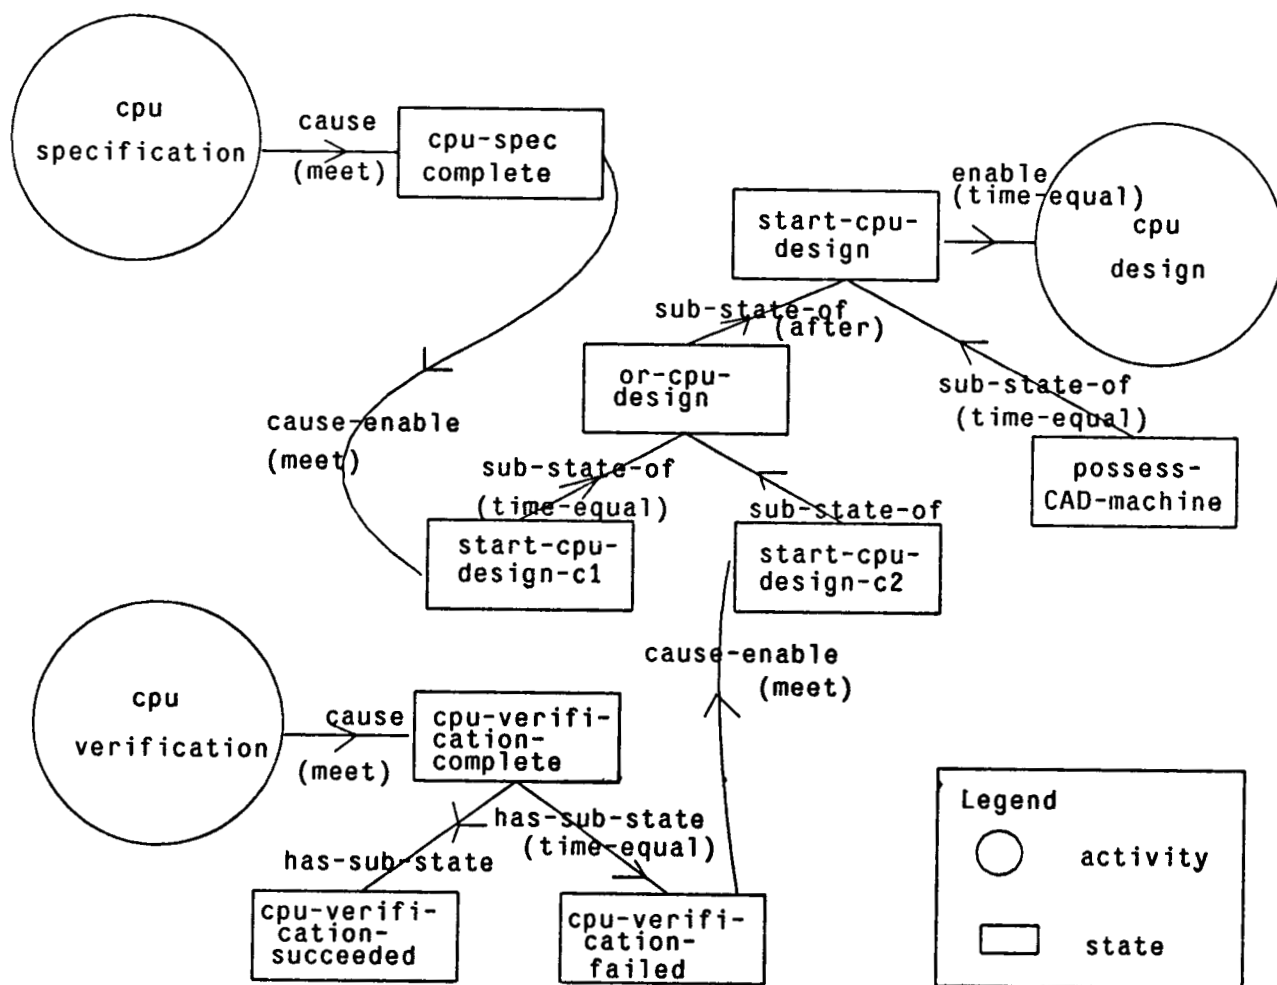 cpu
specification
cause
(meet)
cpu-spec
complete
enable
(time-equal)
start-cpu-
design
cpu
design
sub-state-of
(after)
or-cpu-
design
sub-state-of
(time-equal)
possess-
CAD-machine
cause-enable
(meet)
sub-state-of
(time-equal)
sub-state-of
start-cpu-
design-c1
start-cpu-
design-c2
cause-enable
(meet)
cpu
verification
cause
(meet)
cpu-verifi-
cation-
complete
has-sub-state
has-sub-state
(time-equal)
cpu-verifi-
cation-
succeeded
cpu-verifi-
cation-
failed
Legend
activity
state